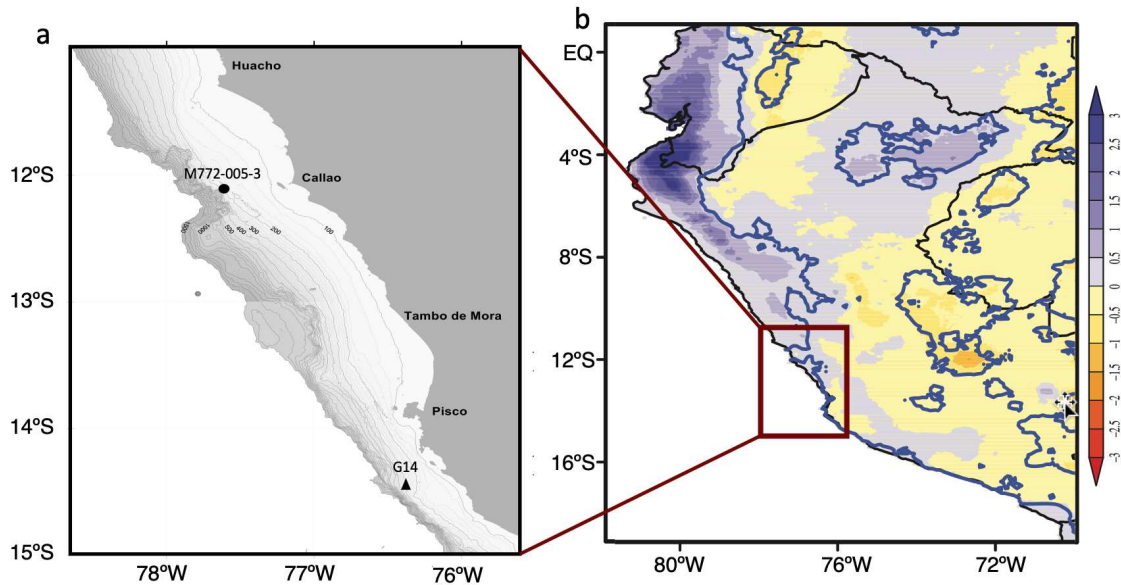 a
Huacho
M772-005-3
Callao
1000
1000
500
400
300
200
100
Tambo de Mora
Pisco
G14
12ºS
13ºS
14ºS
15ºS
78ºW
77ºW
76ºW
b
EQ
4ºS
8ºS
12ºS
16ºS
80ºW
76ºW
72ºW
3
2.5
2
1.5
1
0.5
0
-0.5
-1
-1.5
-2
-2.5
-3